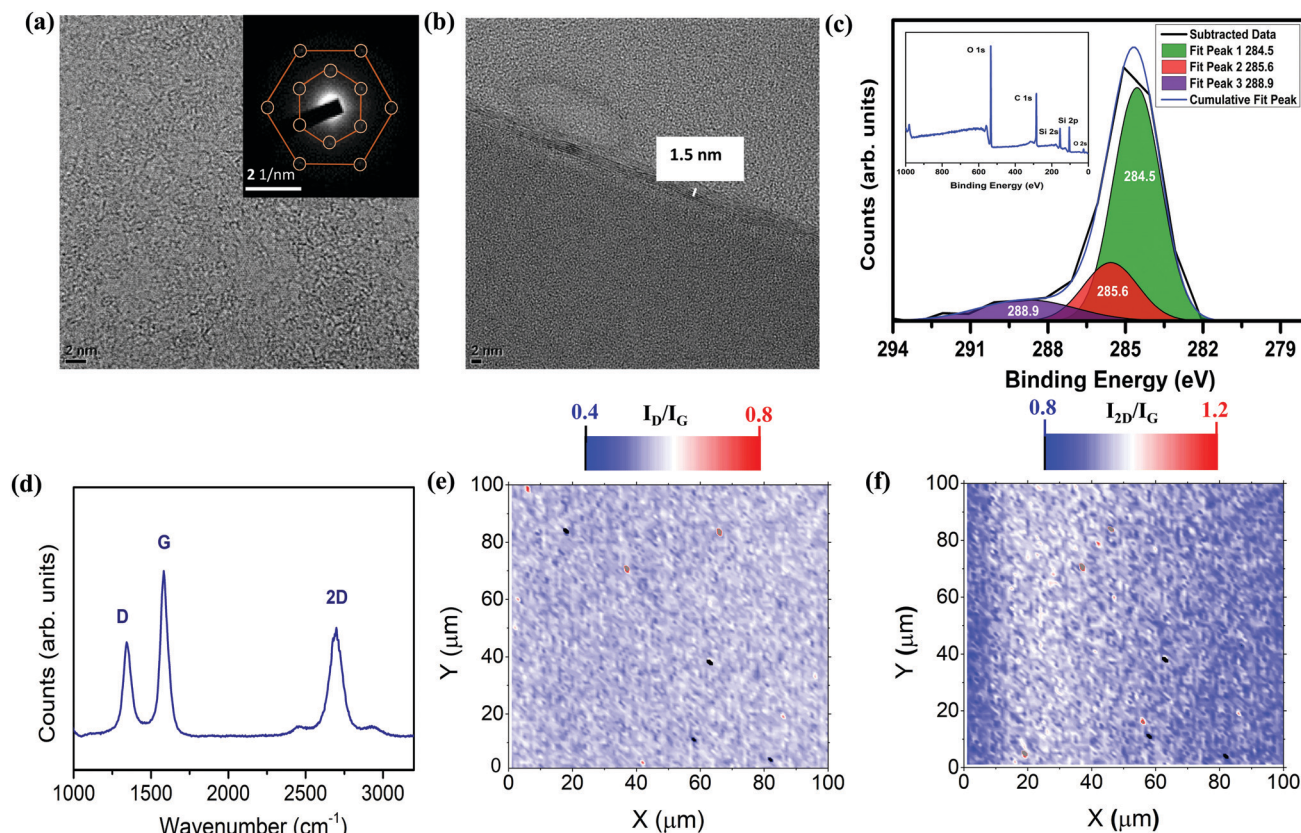 (a)
2 1/nm
2 nm
(b)
1.5 nm
2 nm
(c)
Counts (arb. units)
Subtracted Data
Fit Peak 1 284.5
Fit Peak 2 285.6
Fit Peak 3 288.9
Cumulative Fit Peak
O 1s
C 1s
Si 2s
Si 2p
O 2s
1000 800 600 400 200 0
Binding Energy (eV)
284.5
285.6
288.9
294 291 288 285 282 279
Binding Energy (eV)
(d)
Counts (arb. units)
D
G
2D
1000 1500 2000 2500 3000
Wavenumber (cm⁻¹)
0.4 I_D/I_G 0.8
(e)
Y (μm)
100
80
60
40
20
0
0 20 40 60 80 100
X (μm)
0.8 I_2D/I_G 1.2
(f)
Y (μm)
100
80
60
40
20
0
0 20 40 60 80 100
X (μm)